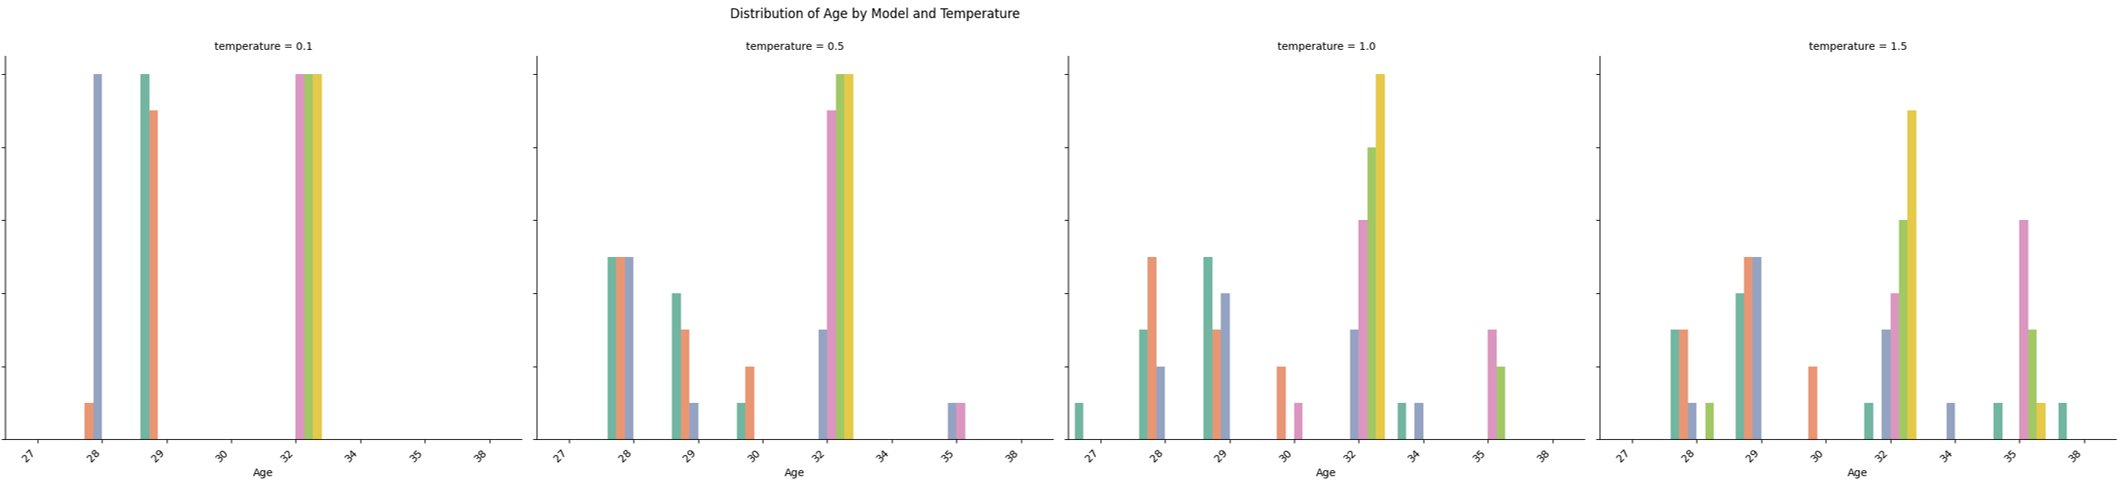 Distribution of Age by Model and Temperature
temperature = 0.1
temperature = 0.5
temperature = 1.0
temperature = 1.5
27 28 29 30 32 34 35 38
27 28 29 30 32 34 35 38
27 28 29 30 32 34 35 38
27 28 29 30 32 34 35 38
Age
Age
Age
Age